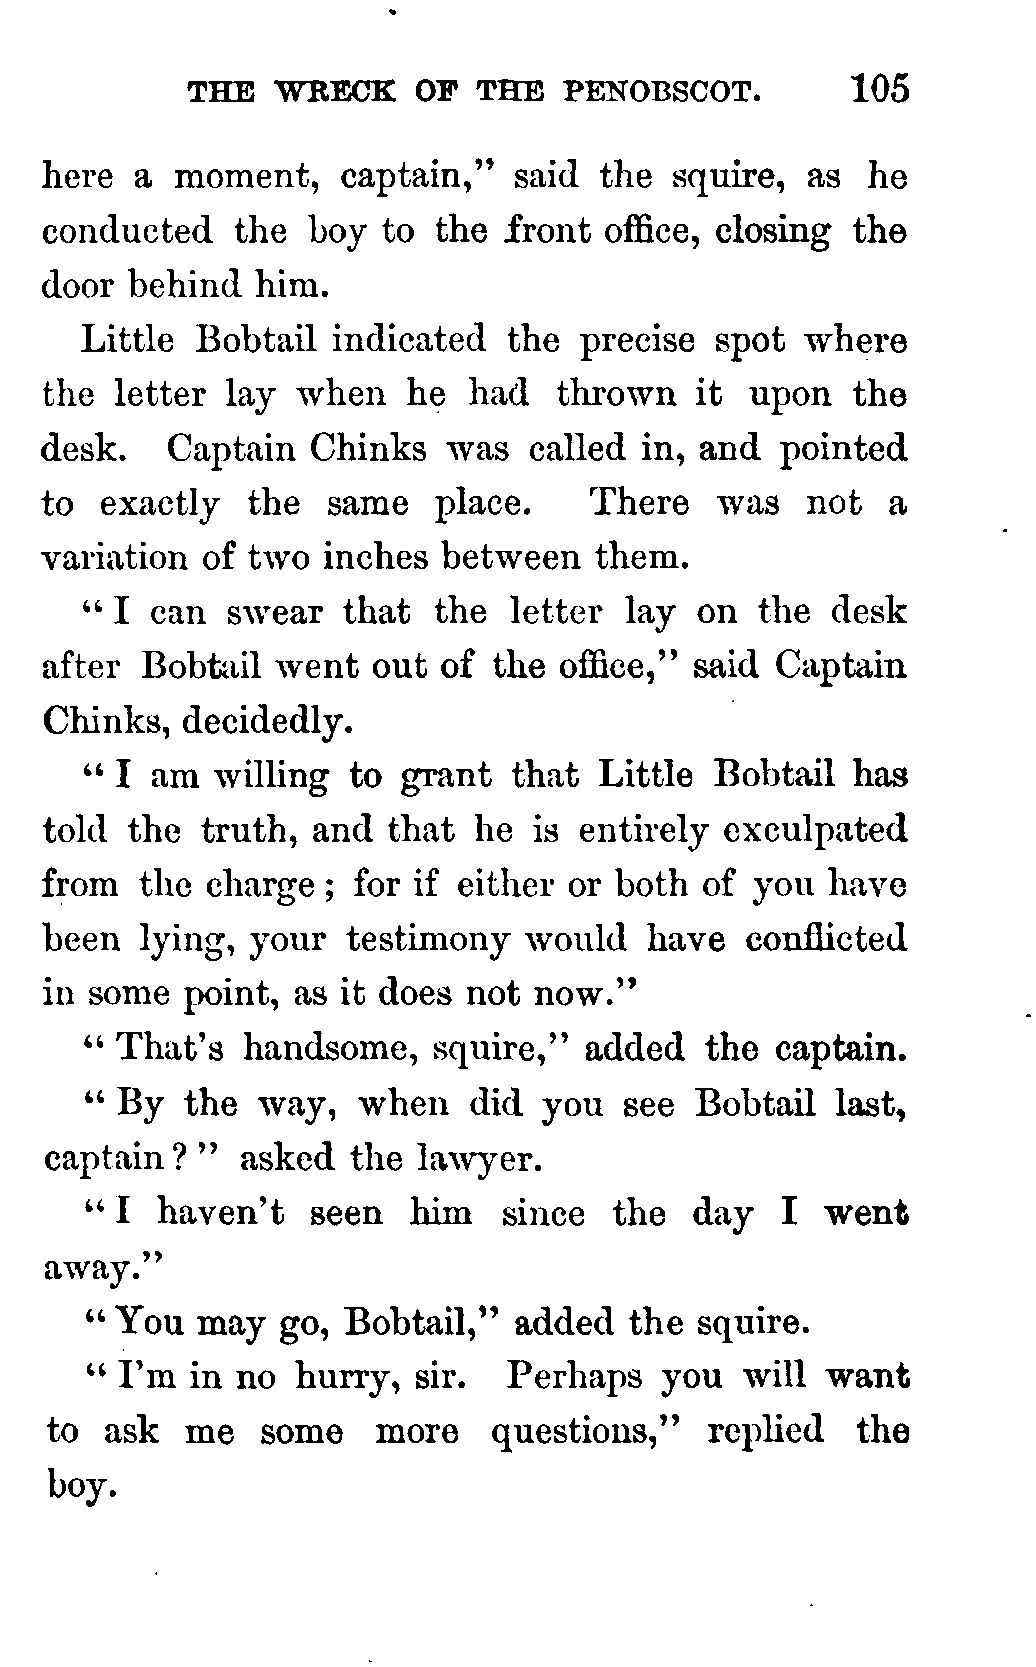 THE WRECK OF THE PENOBSCOT. 105
here a moment, captain," said the squire, as he
conducted the boy to the front office, closing the
door behind him.
Little Bobtail indicated the precise spot where
the letter lay when he had thrown it upon the
desk. Captain Chinks was called in, and pointed
to exactly the same place. There was not a
variation of two inches between them.
"I can swear that the letter lay on the desk
after Bobtail went out of the office," said Captain
Chinks, decidedly.
"I am willing to grant that Little Bobtail has
told the truth, and that he is entirely exculpated
from the charge; for if either or both of you have
been lying, your testimony would have conflicted
in some point, as it does not now."
"That's handsome, squire," added the captain.
"By the way, when did you see Bobtail last,
captain?" asked the lawyer.
"I haven't seen him since the day I went
away."
"You may go, Bobtail," added the squire.
"I'm in no hurry, sir. Perhaps you will want
to ask me some more questions," replied the
boy.